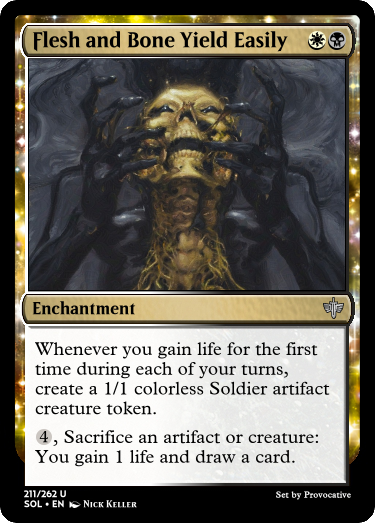 Flesh and Bone Yield Easily
Enchantment
Whenever you gain life for the first
time during each of your turns,
create a 1/1 colorless Soldier artifact
creature token.
4, Sacrifice an artifact or creature:
You gain 1 life and draw a card.
211/262 U
SOL • EN Nick Keller
Set by Provocative